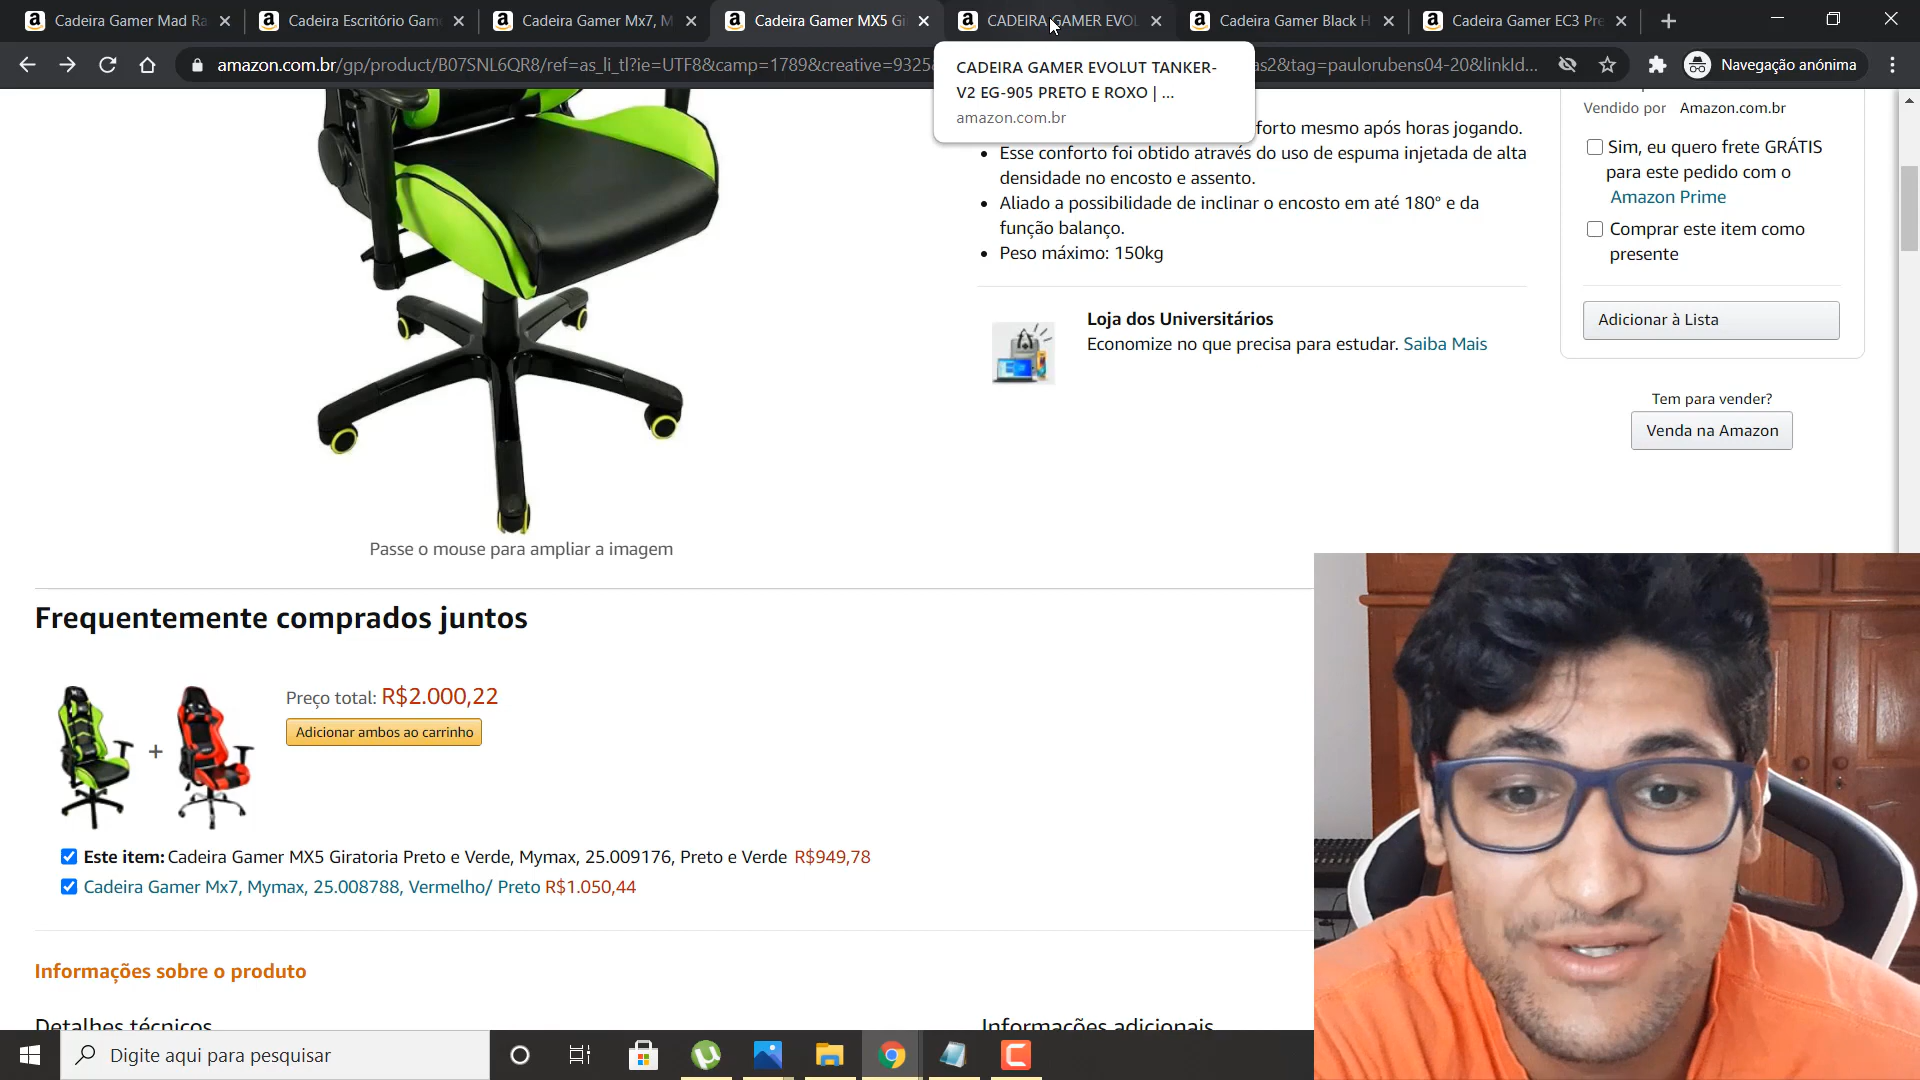 Cadeira Gamer Mad Ra
Cadeira Escritório Gam
Cadeira Gamer Mx7, M
Cadeira Gamer MX5 Gi
CADEIRA GAMER EVOL
Cadeira Gamer Black H
Cadeira Gamer EC3 Pre
amazon.com.br/gp/product/B07SNL6QR8/ref=as_li_tl?ie=UTF8&camp=1789&creative=9325
as2&tag=paulorubens04-20&linkId...
Navegação anónima
CADEIRA GAMER EVOLUT TANKER-
V2 EG-905 PRETO E ROXO | ...
amazon.com.br
forto mesmo após horas jogando.
Esse conforto foi obtido através do uso de espuma injetada de alta
densidade no encosto e assento.
Aliado a possibilidade de inclinar o encosto em até 180° e da
função balanço.
Peso máximo: 150kg
Loja dos Universitários
Economize no que precisa para estudar. Saiba Mais
Vendido por Amazon.com.br
Sim, eu quero frete GRÁTIS
para este pedido com o
Amazon Prime
Comprar este item como
presente
Adicionar à Lista
Tem para vender?
Venda na Amazon
Passe o mouse para ampliar a imagem
Frequentemente comprados juntos
+
Preço total: R$2.000,22
Adicionar ambos ao carrinho
Este item: Cadeira Gamer MX5 Giratoria Preto e Verde, Mymax, 25.009176, Preto e Verde R$949,78
Cadeira Gamer Mx7, Mymax, 25.008788, Vermelho/ Preto R$1.050,44
Informações sobre o produto
Detalhes técnicos
Informações adicionais
Digite aqui para pesquisar